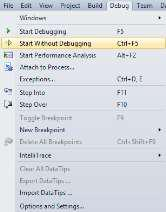 File Edit View Project Build Debug Team Da
Windows
Start Debugging F5
Start Without Debugging Ctrl+F5
Start Performance Analysis Alt+F2
Attach to Process...
Exceptions... Ctrl+D, E
Step Into F11
Step Over F10
Toggle Breakpoint F9
New Breakpoint
Delete All Breakpoints Ctrl+Shift+F9
IntelliTrace
Clear All DataTips
Export DataTips ...
Import DataTips ...
Options and Settings...